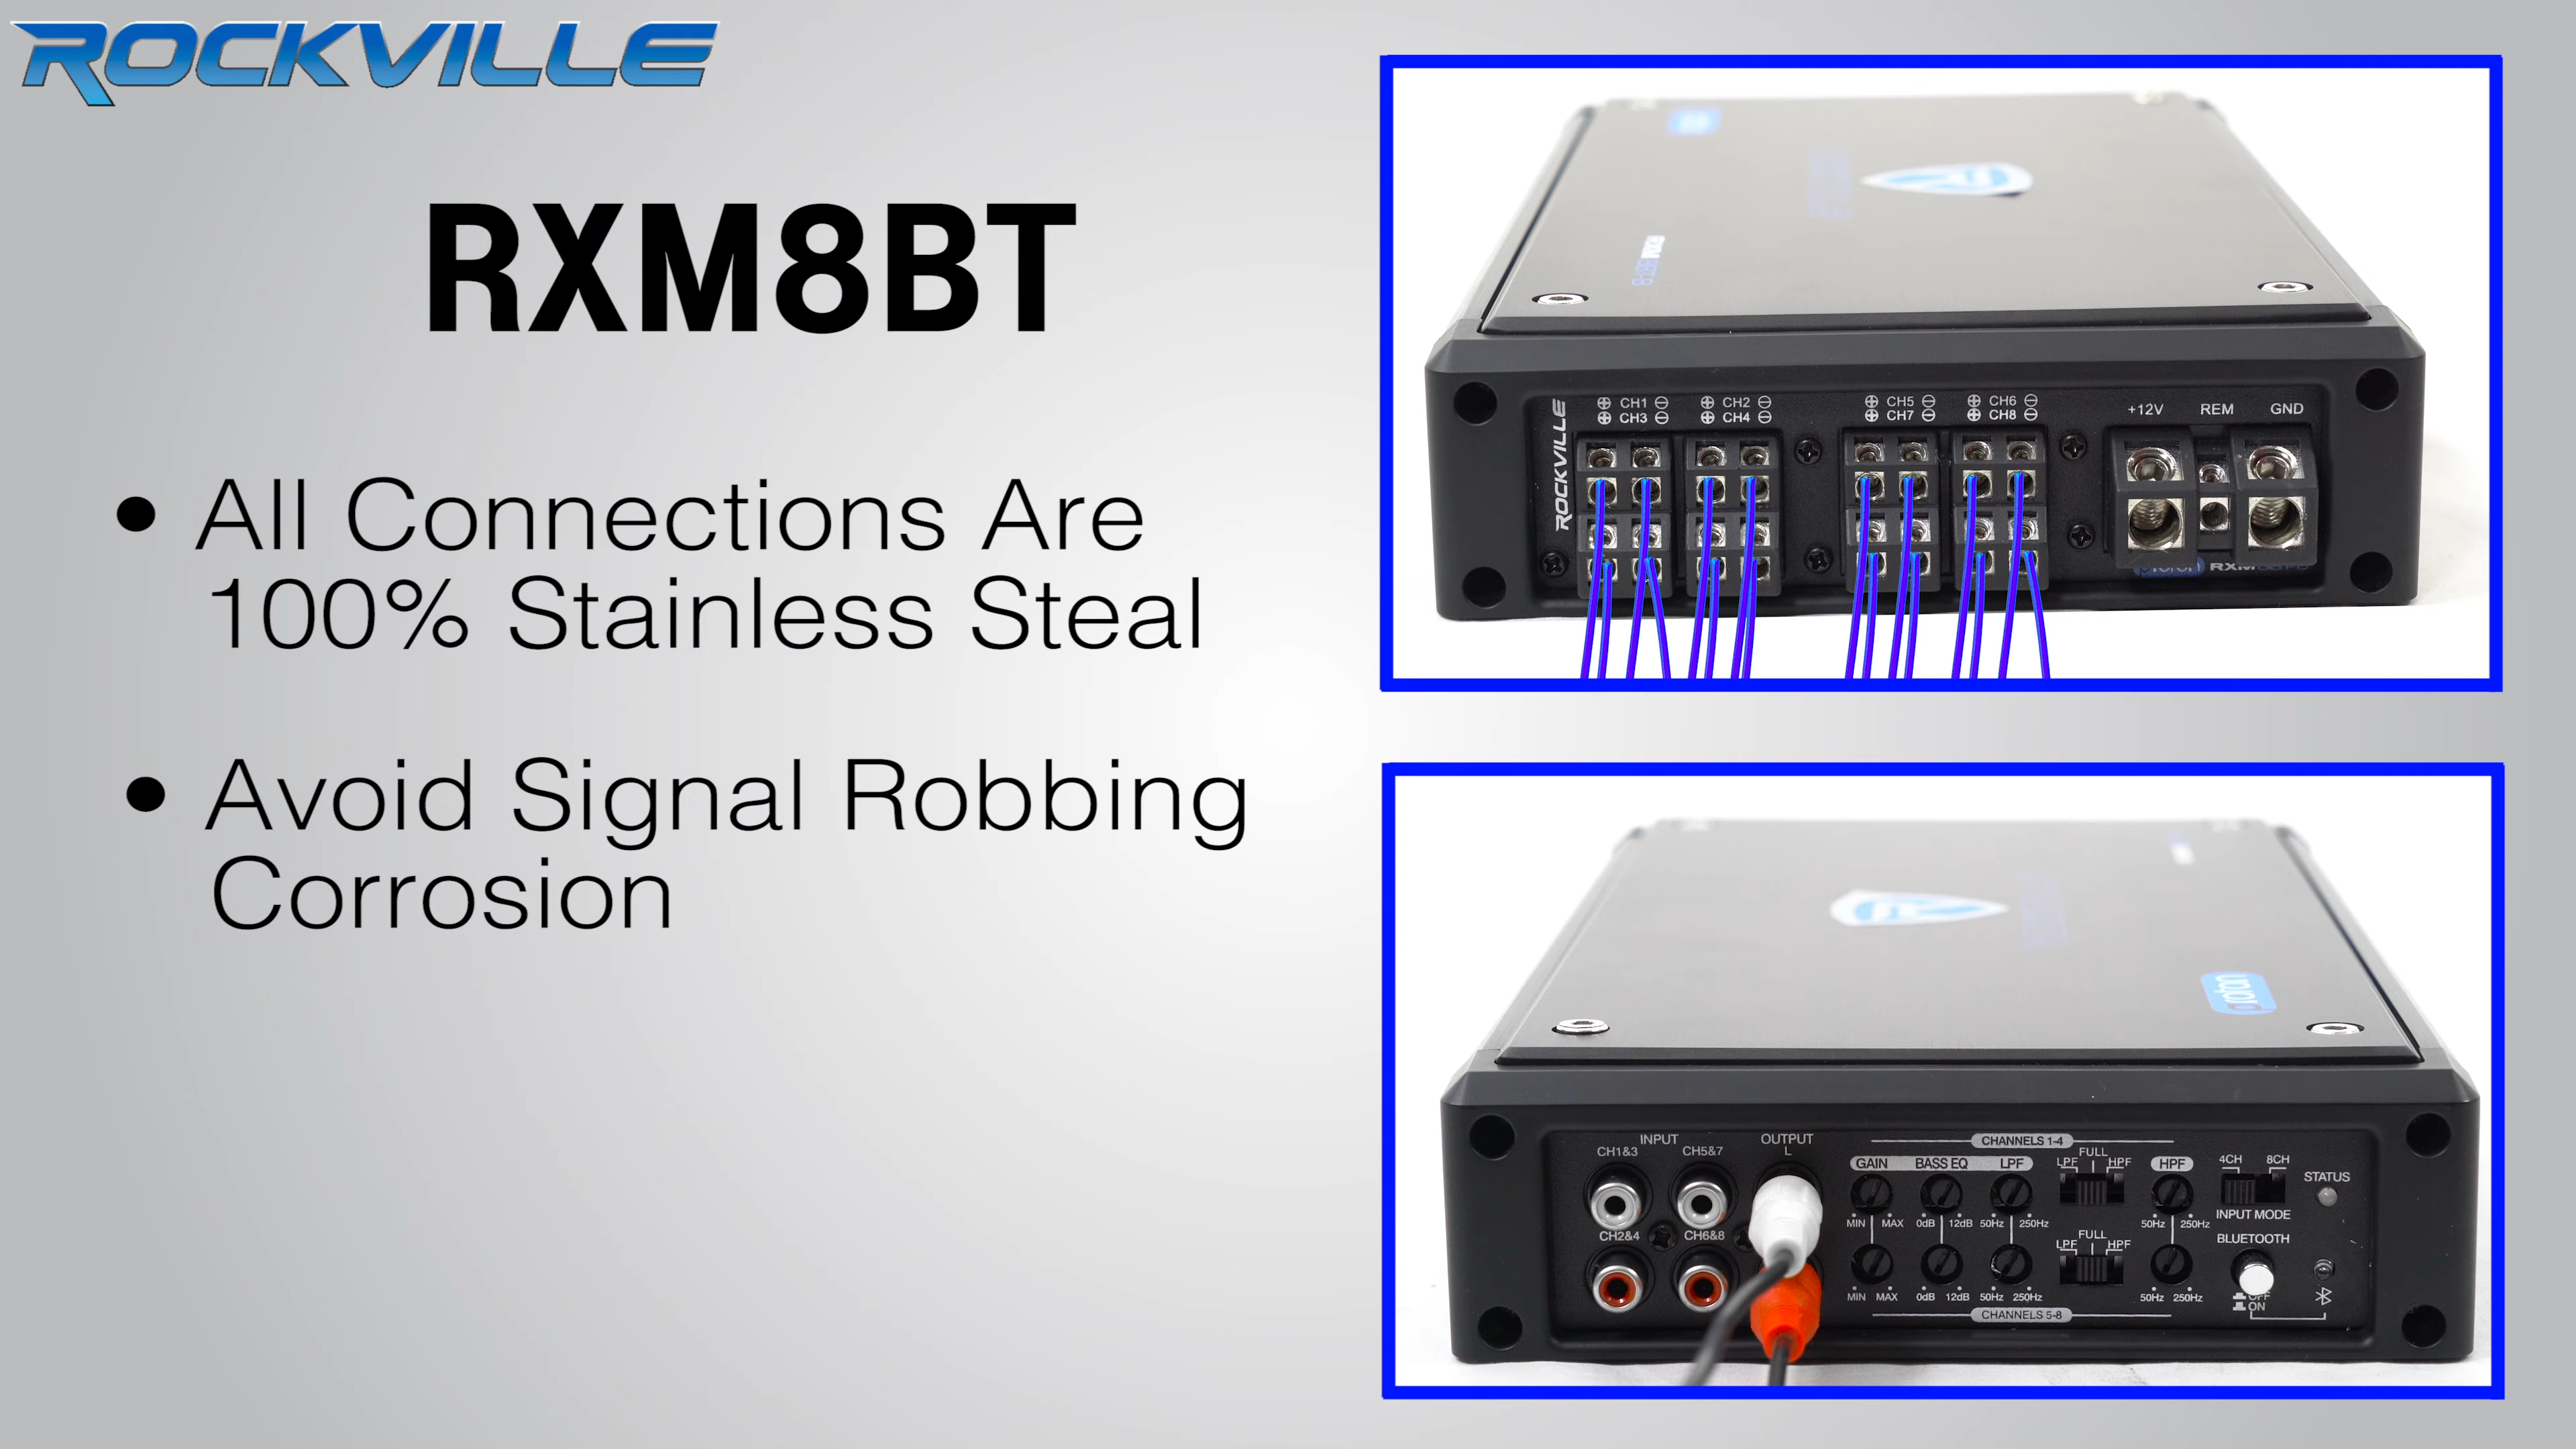 ROCKVILLE
RXM8BT
• All Connections Are
100% Stainless Steal
• Avoid Signal Robbing
Corrosion
ROCKVILLE
⊕ CH1 ⊖ ⊕ CH2 ⊖ ⊕ CH5 ⊖ ⊕ CH6 ⊖
⊕ CH3 ⊖ ⊕ CH4 ⊖ ⊕ CH7 ⊖ ⊕ CH8 ⊖
+12V REM GND
proton
INPUT OUTPUT
CH1&3 CH5&7 L
CH2&4 CH6&8
CHANNELS 1-4
GAIN BASS EQ LPF LPF FULL HPF HPF
MIN MAX 0dB 12dB 50Hz 250Hz 50Hz 250Hz
4CH 8CH
INPUT MODE
STATUS
BLUETOOTH
OFF
ON
LPF FULL HPF
MIN MAX 0dB 12dB 50Hz 250Hz 50Hz 250Hz
CHANNELS 5-8